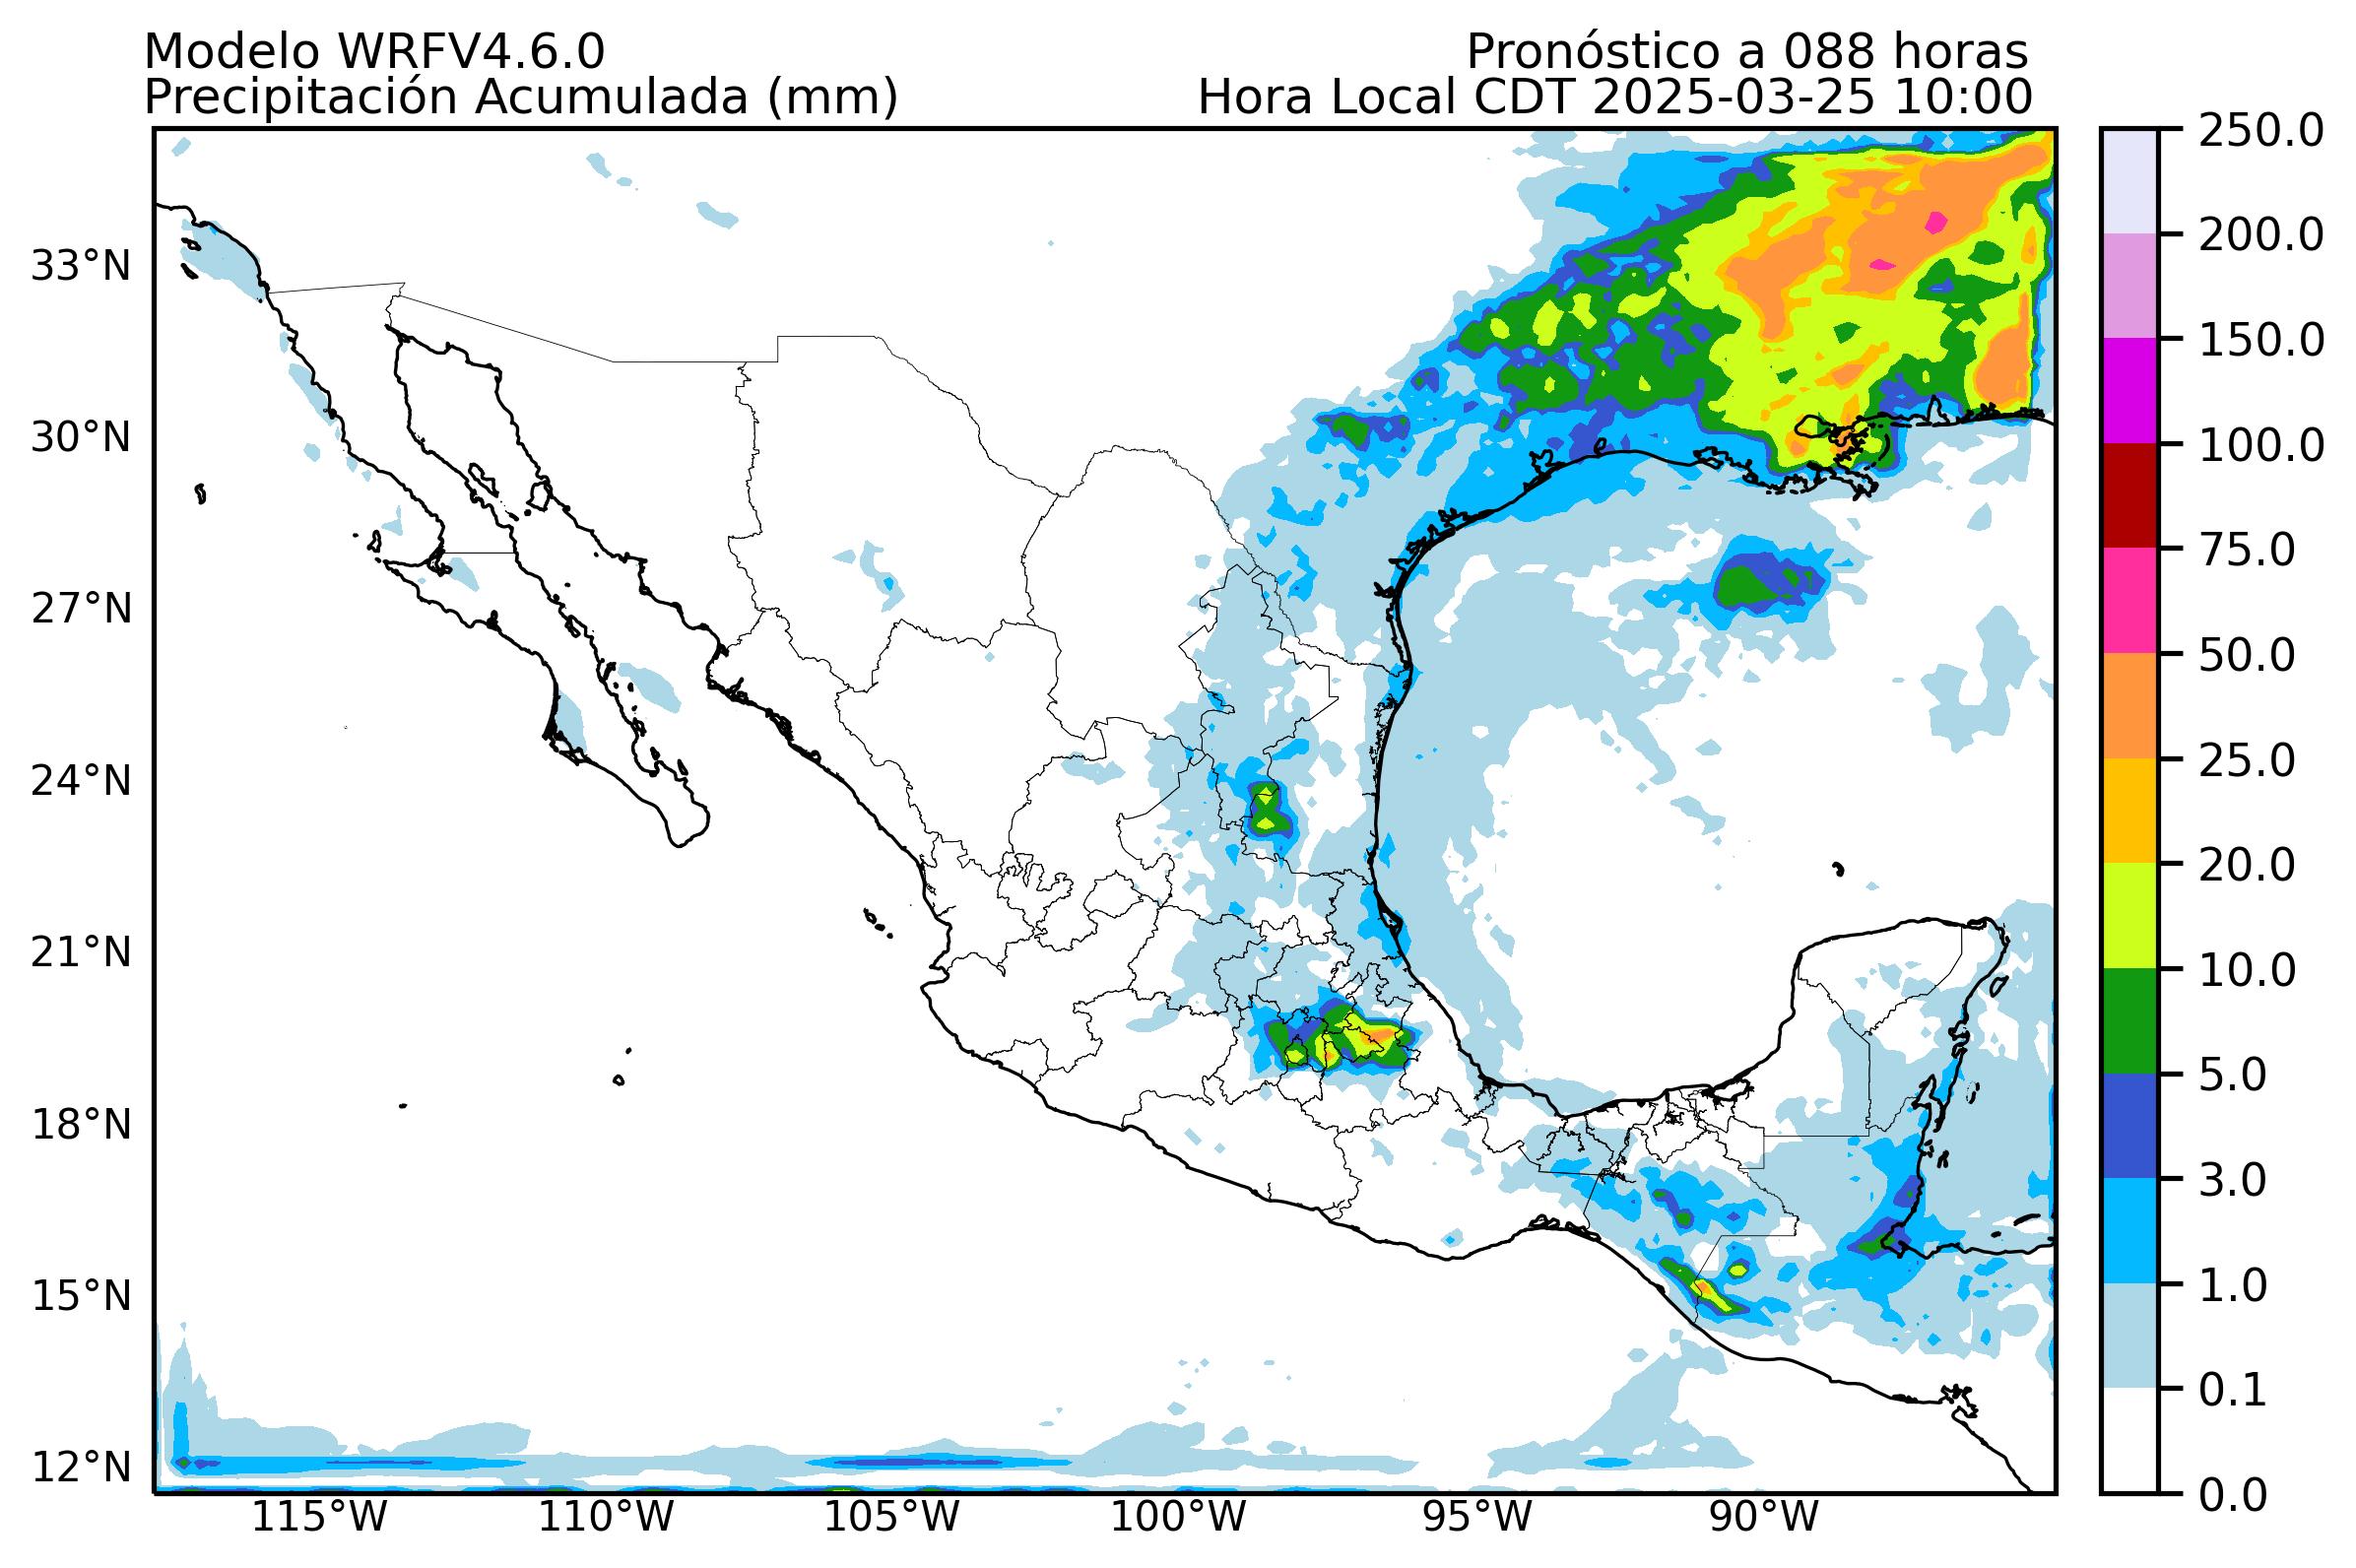 Modelo WRFV4.6.0
Pronóstico a 088 horas
Precipitación Acumulada (mm)
Hora Local CDT 2025-03-25 10:00
33°N
30°N
27°N
24°N
21°N
18°N
15°N
12°N
115°W
110°W
105°W
100°W
95°W
90°W
250.0
200.0
150.0
100.0
75.0
50.0
25.0
20.0
10.0
5.0
3.0
1.0
0.1
0.0